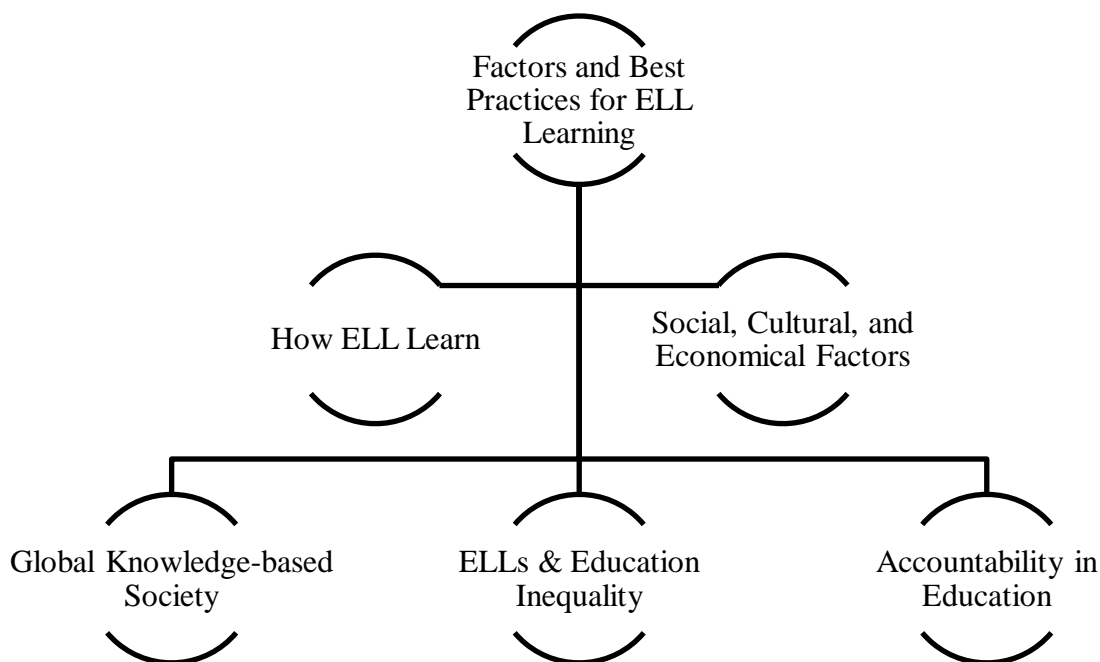 Factors and Best
Practices for ELL
Learning
How ELL Learn
Social, Cultural, and
Economical Factors
Global Knowledge-based
Society
ELLs & Education
Inequality
Accountability in
Education